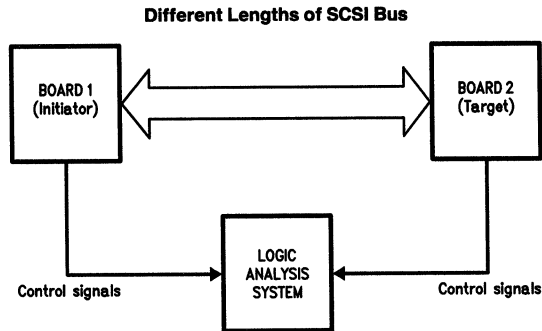 Different Lengths of SCSI Bus
BOARD 1
(Initiator)
BOARD 2
(Target)
LOGIC
ANALYSIS
SYSTEM
Control signals
Control signals